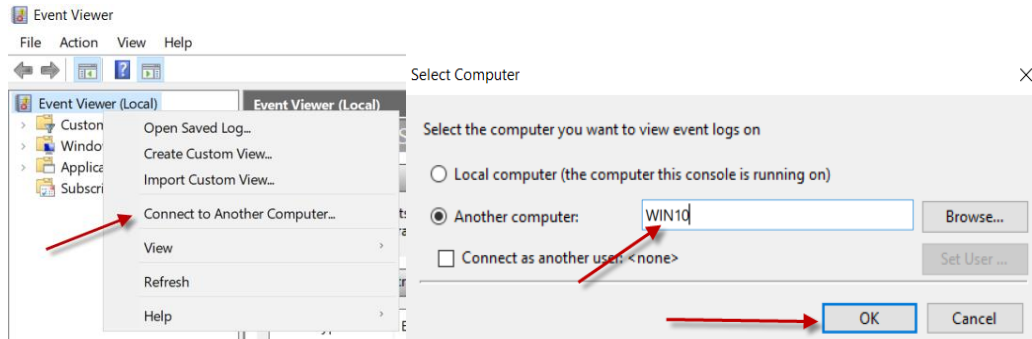 Event Viewer
File Action View Help
Event Viewer (Local)
Event Viewer (Local)
Open Saved Log...
Create Custom View...
Import Custom View...
Connect to Another Computer...
View
Refresh
Help
Select Computer
Select the computer you want to view event logs on
Local computer (the computer this console is running on)
Another computer: WIN10 Browse...
Connect as another user: <none> Set User ...
OK Cancel